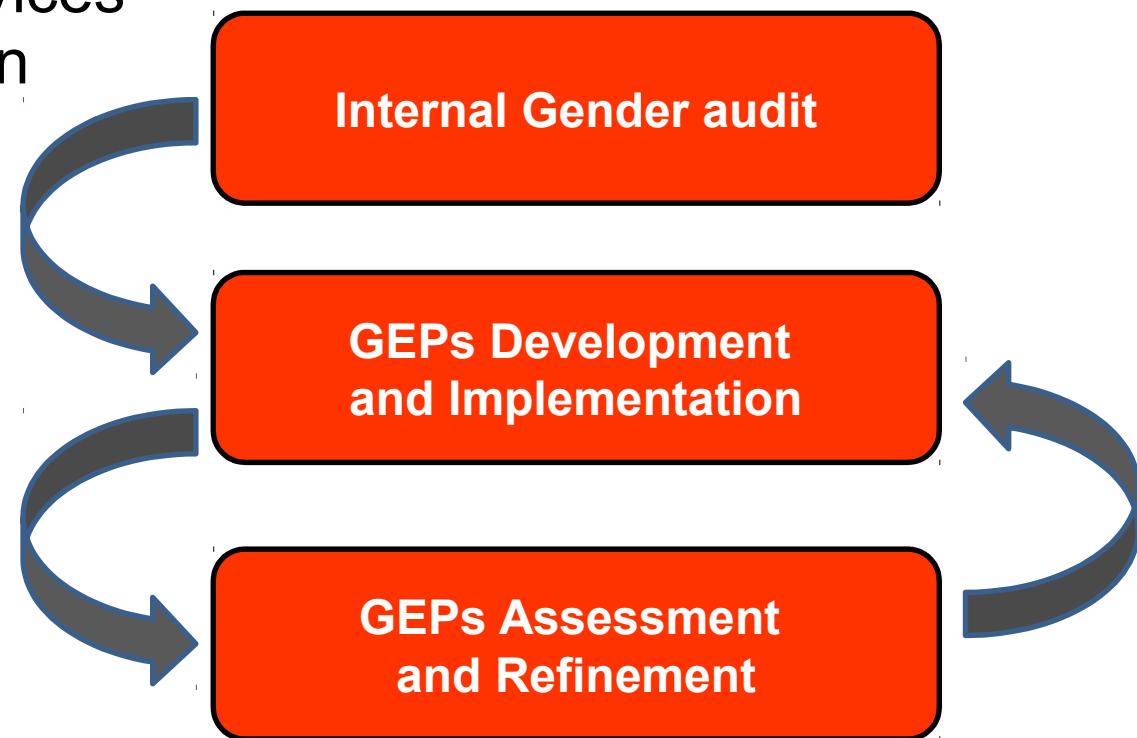 Internal Gender audit
GEPs Development
and Implementation
GEPs Assessment
and Refinement